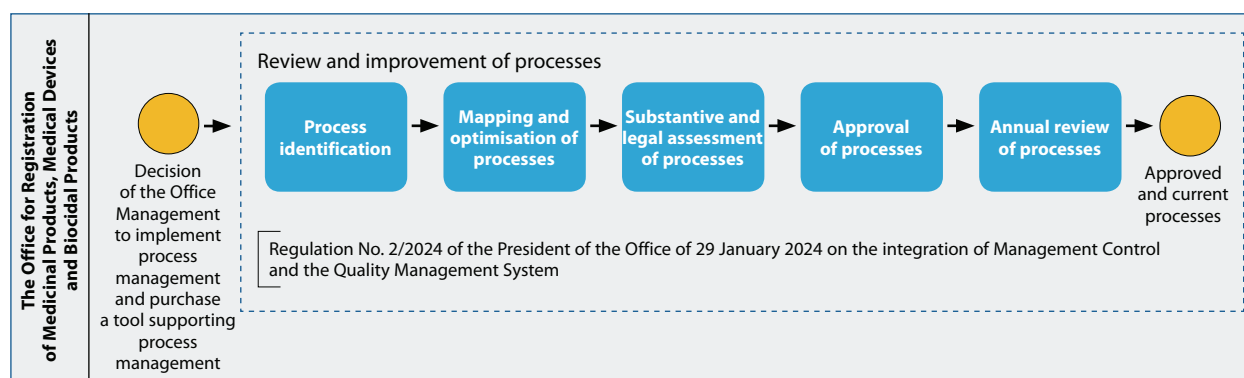 The Office for Registration
of Medicinal Products, Medical Devices
and Biocidal Products
Decision
of the Office
Management
to implement
process
management
and purchase
a tool supporting
process
management
Review and improvement of processes
Process
identification
Mapping and
optimisation of
processes
Substantive and
legal assessment
of processes
Approval
of processes
Annual review
of processes
Approved
and current
processes
Regulation No. 2/2024 of the President of the Office of 29 January 2024 on the integration of Management Control
and the Quality Management System